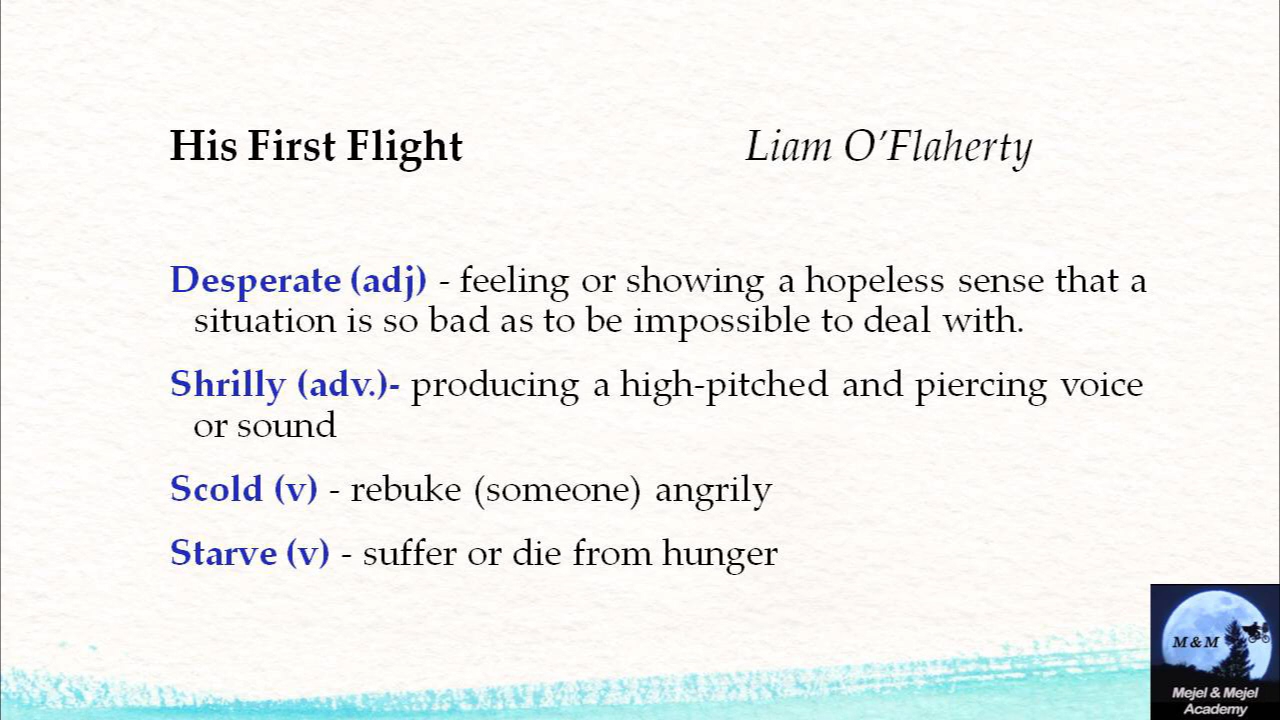 His First Flight Liam O’Flaherty
Desperate (adj) - feeling or showing a hopeless sense that a
situation is so bad as to be impossible to deal with.
Shrilly (adv.)- producing a high-pitched and piercing voice
or sound
Scold (v) - rebuke (someone) angrily
Starve (v) - suffer or die from hunger
M & M
Mejel & Mejel
Academy